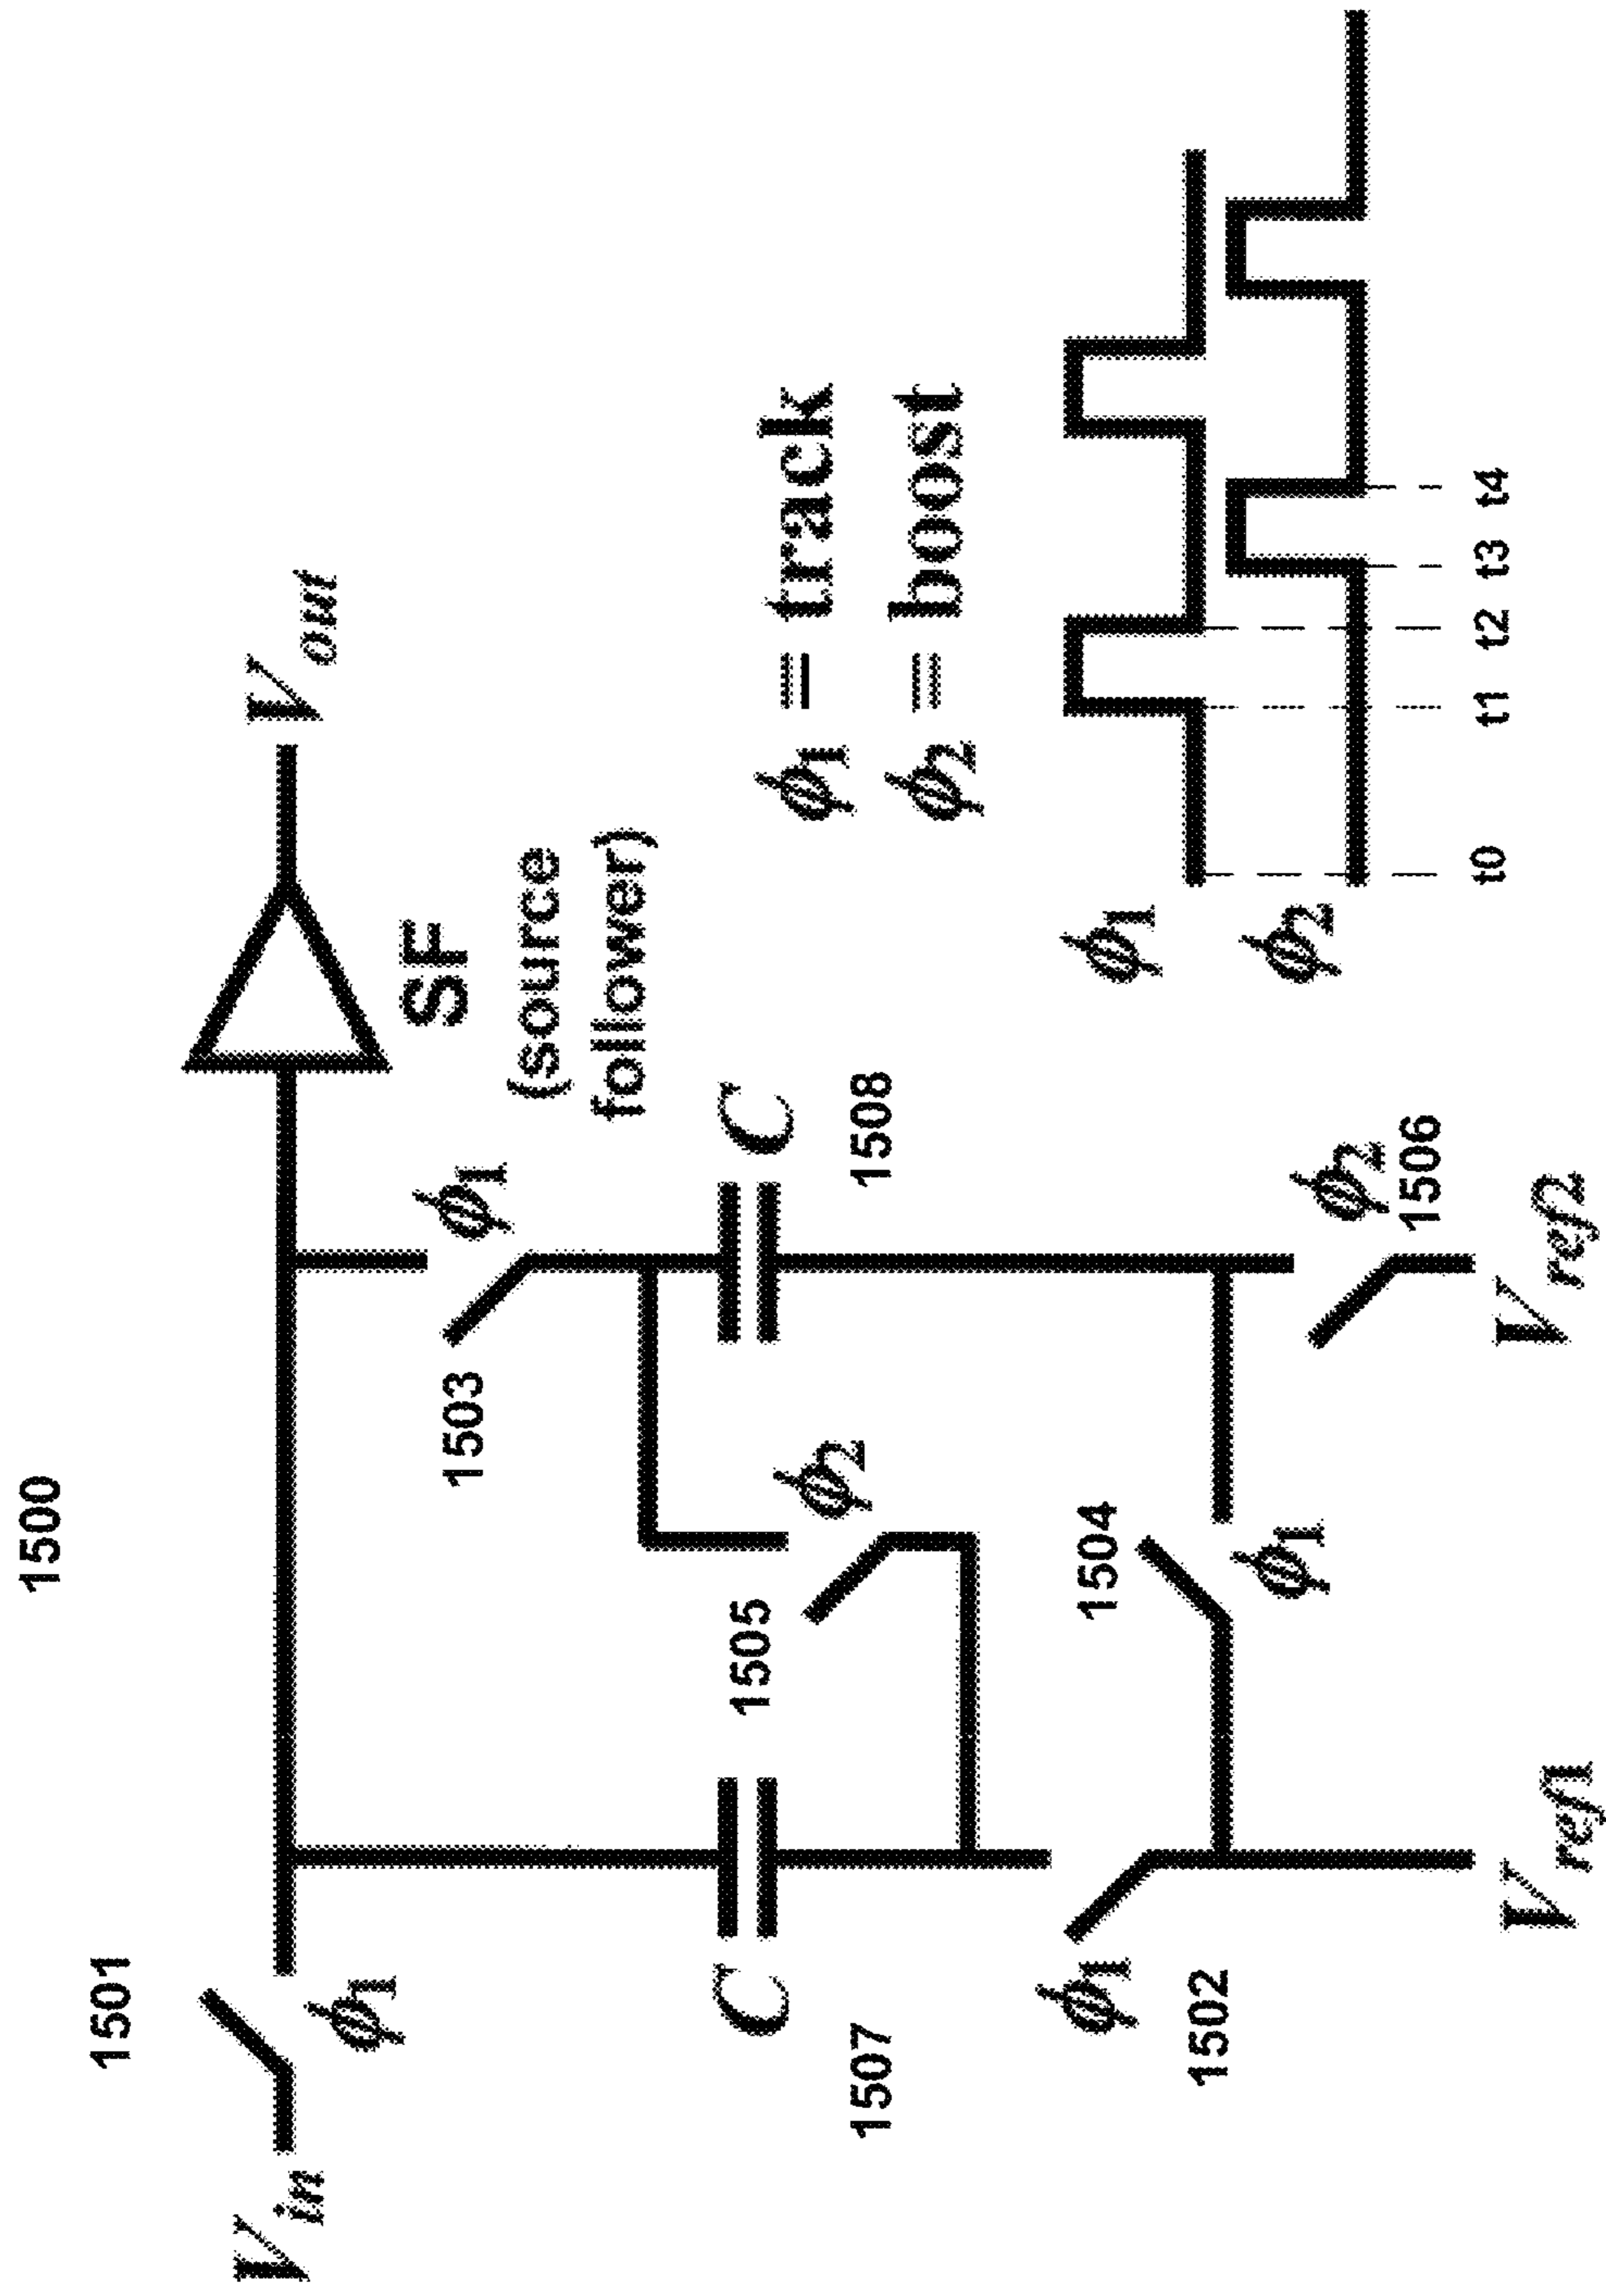 1500
1501
V_in
ϕ1
V_out
SF
(source
follower)
1503
ϕ1
C
1507
1505
ϕ2
C
1508
ϕ1
1502
1504
ϕ1
ϕ2
1506
V_ref1
V_ref2
ϕ1 = track
ϕ2 = boost
ϕ1
ϕ2
t0 t1 t2 t3 t4